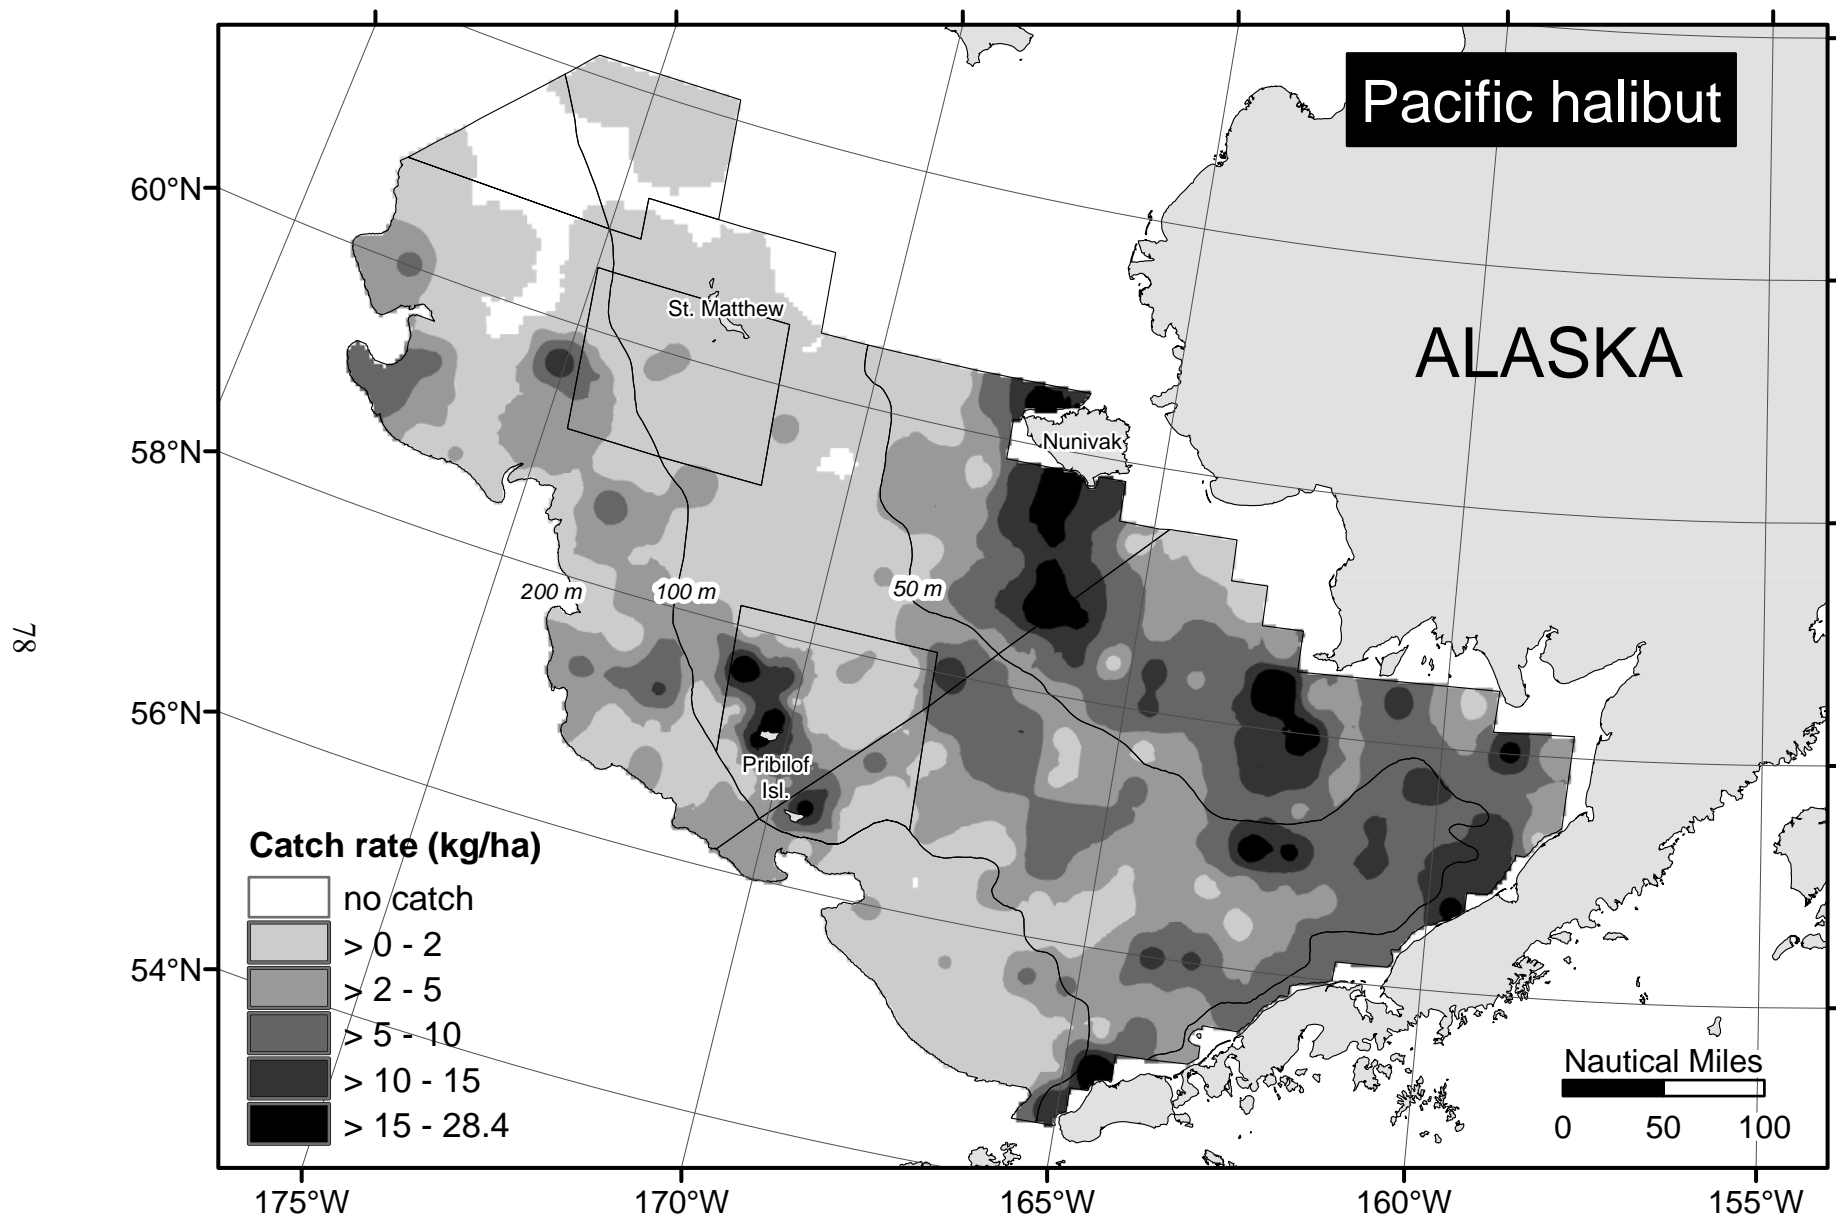 Pacific halibut
60°N
58°N
56°N
54°N
St. Matthew
ALASKA
Nunivak
200 m
100 m
50 m
Pribilof
Isl.
78
Catch rate (kg/ha)
no catch
> 0 - 2
> 2 - 5
> 5 - 10
> 10 - 15
> 15 - 28.4
Nautical Miles
0 50 100
175°W 170°W 165°W 160°W 155°W